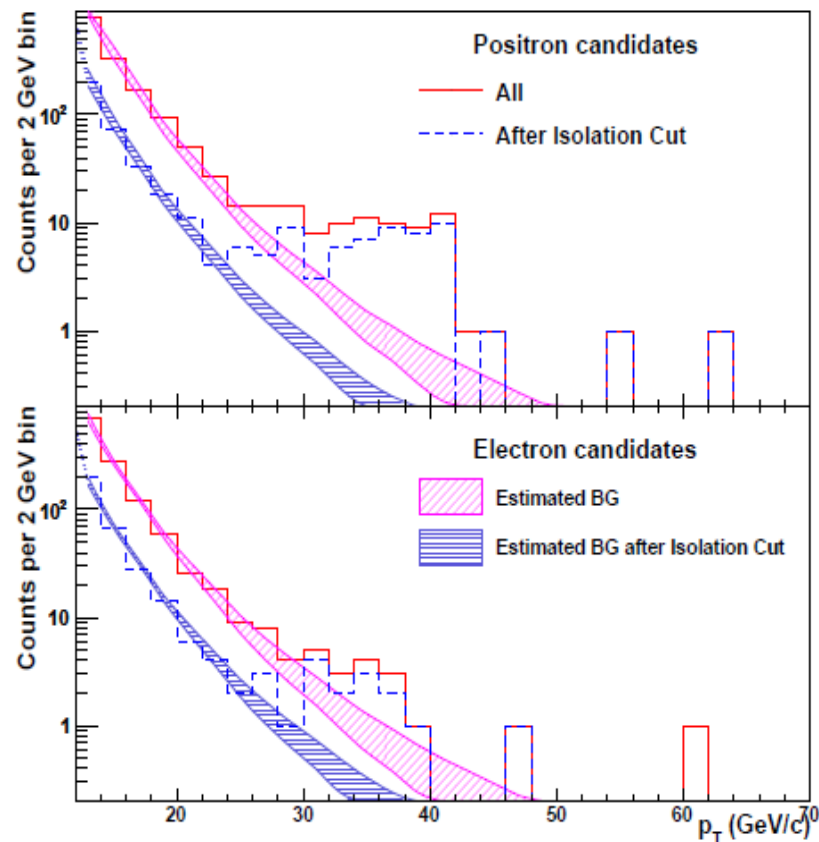 Counts per 2 GeV bin
10²
10
1
Positron candidates
All
After Isolation Cut
Counts per 2 GeV bin
10²
10
1
Electron candidates
Estimated BG
Estimated BG after Isolation Cut
20 30 40 50 60 70
p_T (GeV/c)